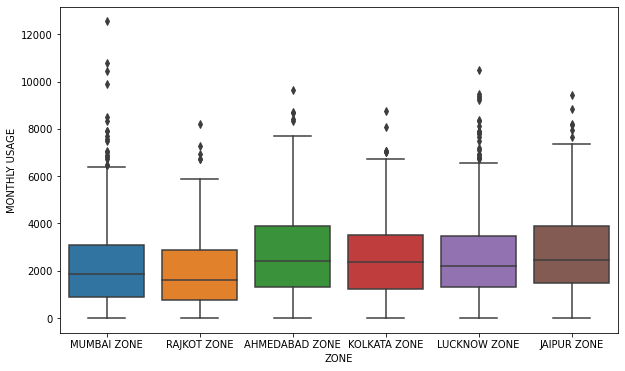 MONTHLY USAGE
12000
10000
8000
6000
4000
2000
0
MUMBAI ZONE RAJKOT ZONE AHMEDABAD ZONE KOLKATA ZONE LUCKNOW ZONE JAIPUR ZONE
ZONE